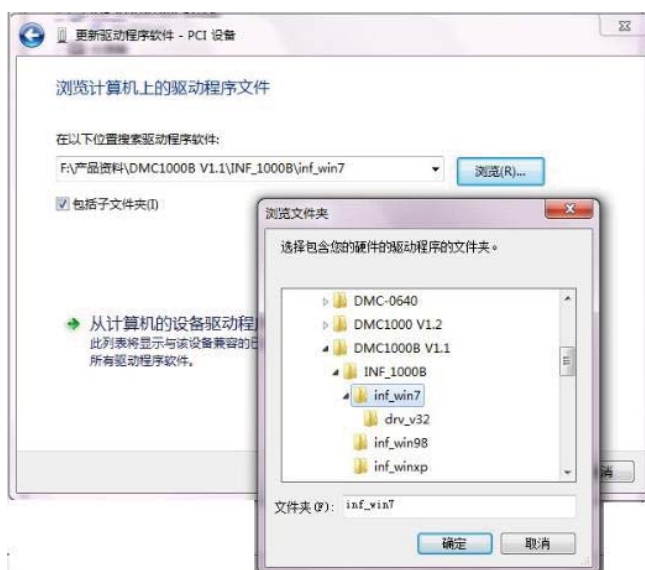 更新驱动程序软件 - PCI 设备
浏览计算机上的驱动程序文件
在以下位置搜索驱动程序软件:
F:\产品资料\DMC1000B V1.1\INF_1000B\inf_win7
浏览(R)...
包括子文件夹(I)
从计算机的设备驱动程
此列表将显示与该设备兼容的已
所有驱动程序软件。
浏览文件夹
选择包含您的硬件的驱动程序的文件夹。
DMC-0640
DMC1000 V1.2
DMC1000B V1.1
INF_1000B
inf_win7
drv_v32
inf_win98
inf_winxp
文件夹(F):
inf_win7
确定
取消
消